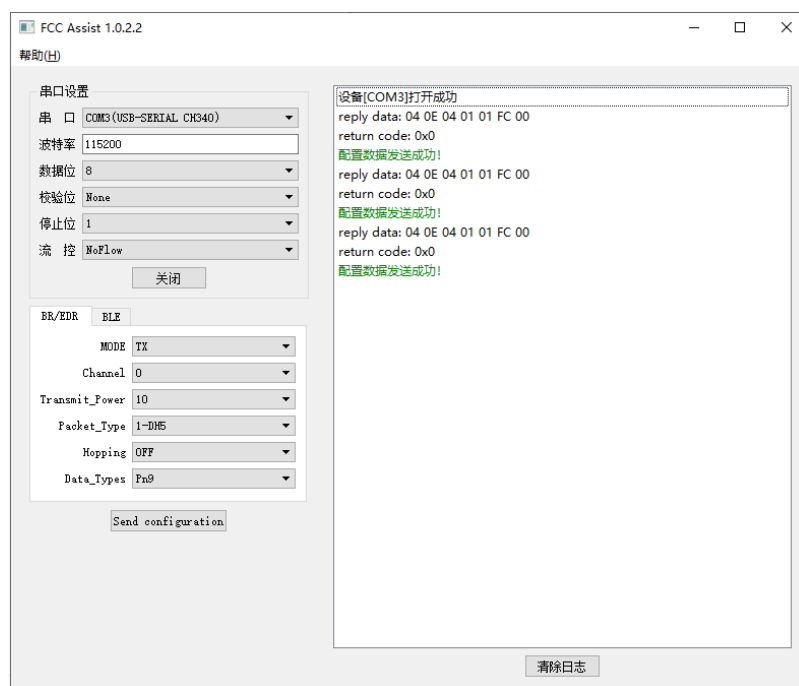 FCC Assist 1.0.2.2
帮助(H)
串口设置
串 口 COM3(USB-SERIAL CH340)
波特率 115200
数据位 8
校验位 None
停止位 1
流 控 NoFlow
关闭
BR/EDR BLE
MODE TX
Channel 0
Transmit_Power 10
Packet_Type 1-DH5
Hopping OFF
Data_Types Pn9
Send configuration
设备[COM3]打开成功
reply data: 04 0E 04 01 01 FC 00
return code: 0x0
配置数据发送成功!
reply data: 04 0E 04 01 01 FC 00
return code: 0x0
配置数据发送成功!
reply data: 04 0E 04 01 01 FC 00
return code: 0x0
配置数据发送成功!
清除日志